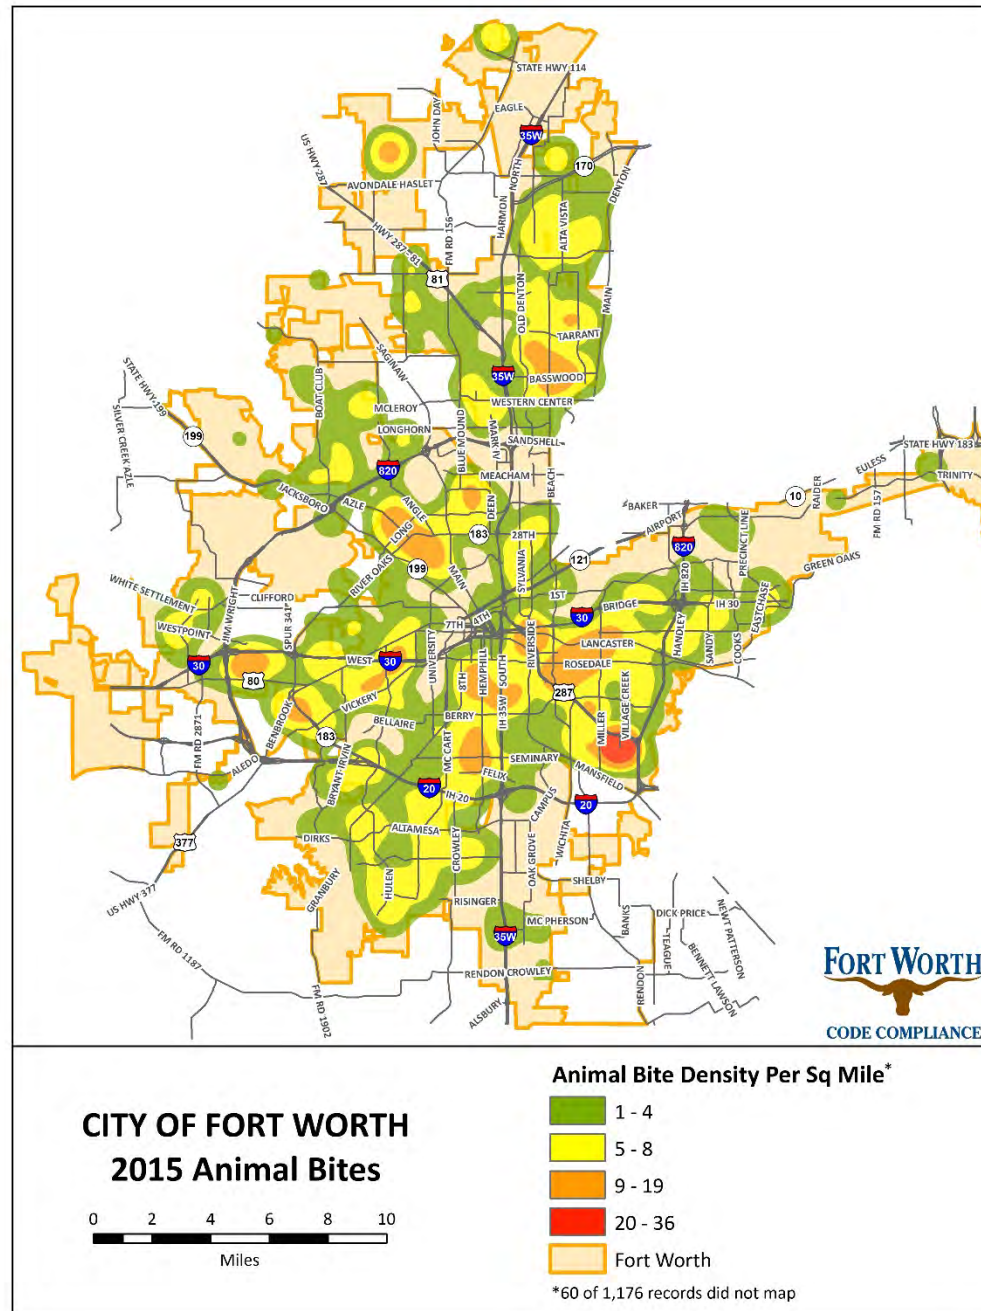 STATE HWY 114
EAGLE
JOHN DAY
35W
NORTH
US HWY 287
170
AVONDALE HASLET
DENTON
HARMON
ALTA VISTA
FM RD 156
HWY 287 - 81
81
OLD DENTON
MAIN
TARRANT
SAGINAW
STATE HWY 199
35W
BASSWOOD
BOAT CLUB
WESTERN CENTER
MCLEROY
SILVER CREEK AZLE
199
LONGHORN
BLUE MOUND
MARK IV
SANDSHELL
STATE HWY 183
820
MEACHAM
BEACH
EULESS
TRINITY
JACKSBORO
AZLE
ANGLE
DEEN
RAIDER
10
FM RD 157
BAKER
LONG
183
28TH
AIRPORT
PRECINCT LINE
820
RIVER OAKS
199
MAIN
SYLVANIA
121
GREEN OAKS
WHITE SETTLEMENT
CLIFFORD
1ST
IH 820
BRIDGE
IH 30
EASTCHASE
WESTPOINT
JIM WRIGHT
SPUR 341
7TH
4TH
30
UNIVERSITY
RIVERSIDE
LANCASTER
HANDLEY
SANDY
COOKS
30
WEST
30
8TH
HEMPHILL
SOUTH
ROSEDALE
80
VICKERY
287
VILLAGE CREEK
BENBROOK
BELLAIRE
BERRY
IH 35W
MILLER
FM RD 2871
183
ALEDO
BRYANT IRVIN
MC CART
SEMINARY
MANSFIELD
FELIX
20
IH 20
CAMPUS
20
377
DIRKS
ALTAMESA
CROWLEY
OAK GROVE
WICHITA
US HWY 377
GRANBURY
HULEN
SHELBY
RISINGER
MC PHERSON
BANKS
DICK PRICE
NEWT PATTERSON
35W
TEAGUE
BENNETT LAWSON
FM RD 1187
RENDON CROWLEY
RENDON
FM RD 1902
ALSBURY
FORT WORTH
CODE COMPLIANCE
CITY OF FORT WORTH
2015 Animal Bites
0 2 4 6 8 10
Miles
Animal Bite Density Per Sq Mile*
1 - 4
5 - 8
9 - 19
20 - 36
Fort Worth
*60 of 1,176 records did not map